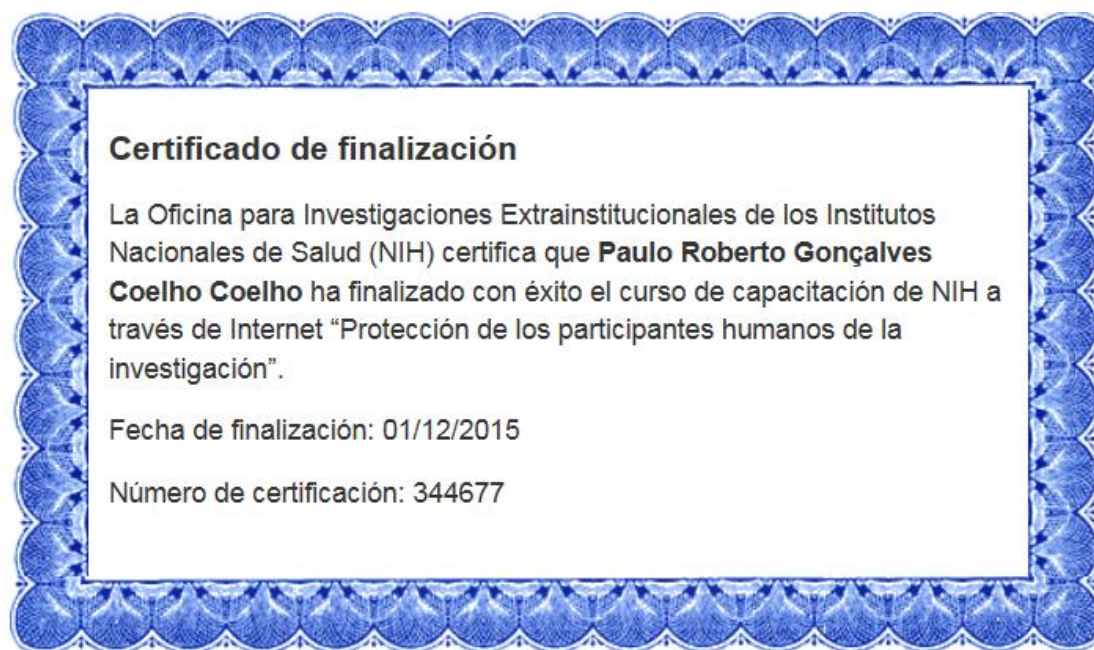 Certificado de finalización
La Oficina para Investigaciones Extrainstitucionales de los Institutos
Nacionales de Salud (NIH) certifica que Paulo Roberto Gonçalves
Coelho Coelho ha finalizado con éxito el curso de capacitación de NIH a
través de Internet “Protección de los participantes humanos de la
investigación”.
Fecha de finalización: 01/12/2015
Número de certificación: 344677